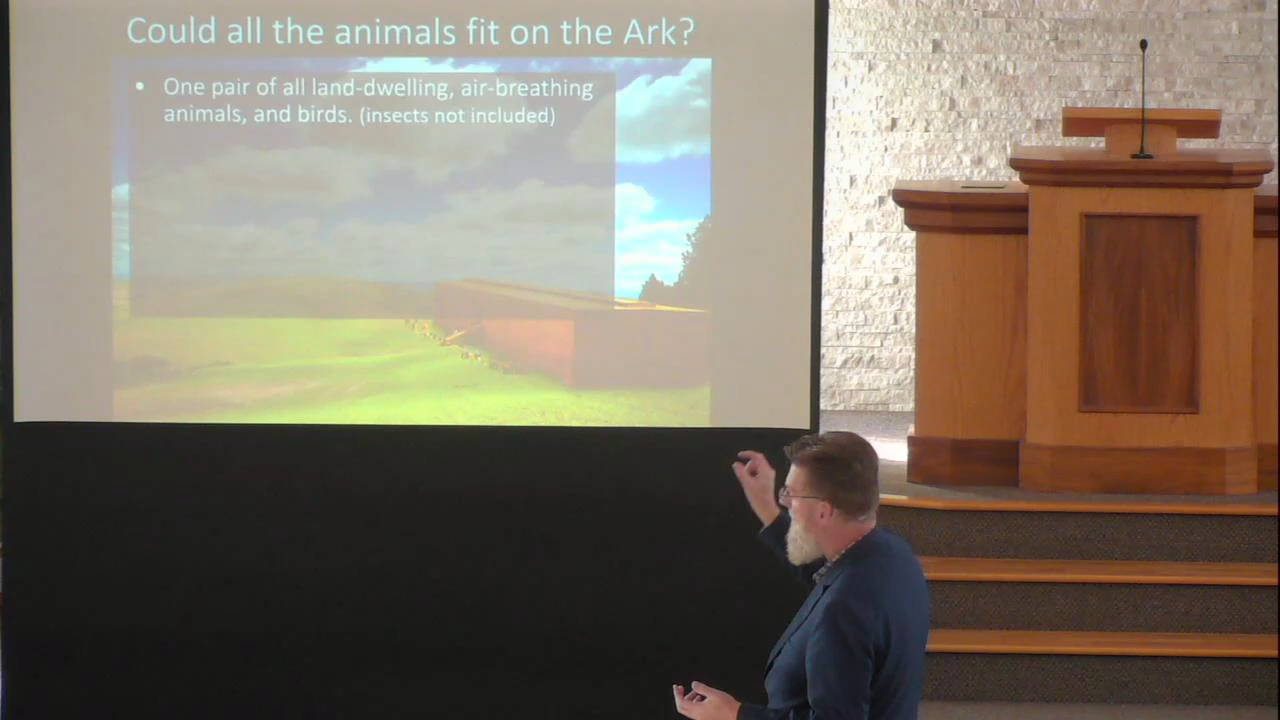 Could all the animals fit on the Ark?
• One pair of all land-dwelling, air-breathing
animals, and birds. (insects not included)